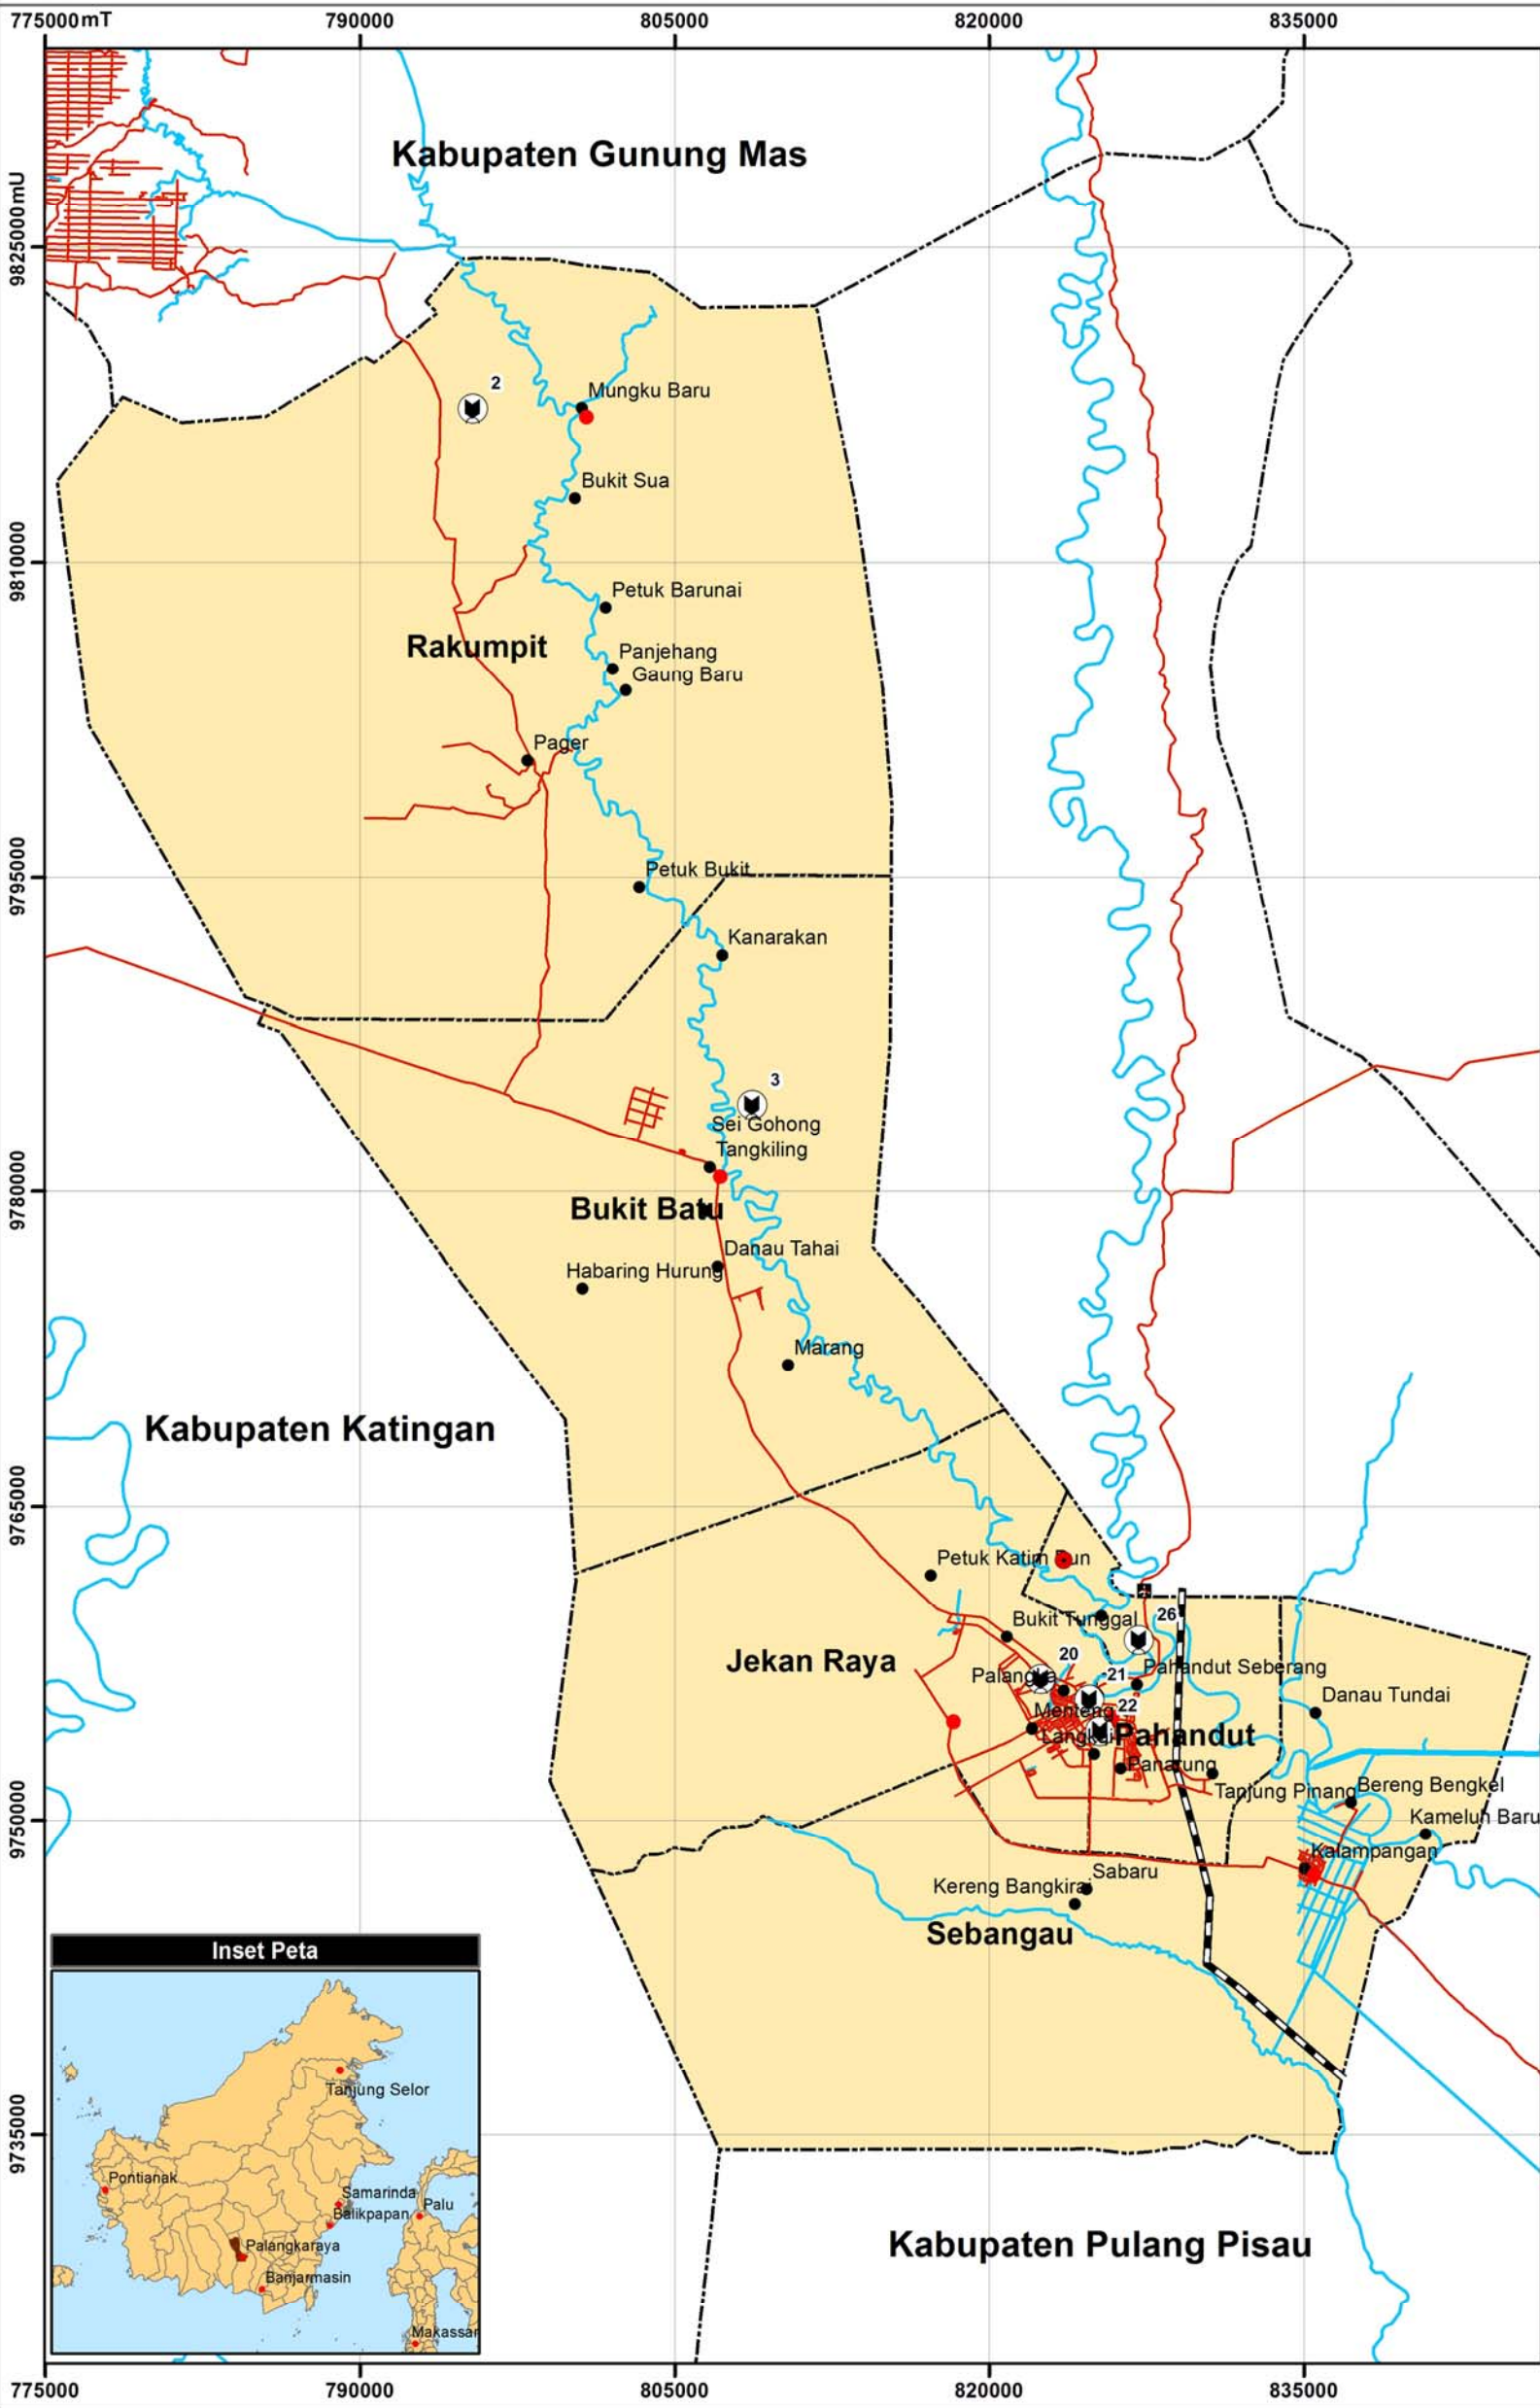 775000mT 790000 805000 820000 835000
Kabupaten Gunung Mas
9825000mU
2
Mungku Baru
Bukit Sua
9810000
Petuk Barunai
Rakumpit
Panjehang
Gaung Baru
Pager
9795000
Petuk Bukit
Kanarakan
3
Sei Gohong
Tangkiling
9780000
Bukit Batu
Danau Tahai
Habaring Hurung
Marang
Kabupaten Katingan
9765000
Petuk Katim
Bukit Tunggal
26
20
Jekan Raya
Pahandut Seberang
Palangka
21
Danau Tundai
22
Menteng
Langkai
Pahandut
Panarung
Tanjung Pinang
Bereng Bengkel
Kameluh Baru
9750000
Kalampangan
Sabaru
Kereng Bangkirai
Sebangau
Inset Peta
Tanjung Selor
9735000
Pontianak
Samarinda
Palu
Balikpapan
Palangkaraya
Banjarmasin
Makassar
Kabupaten Pulang Pisau
775000 790000 805000 820000 835000